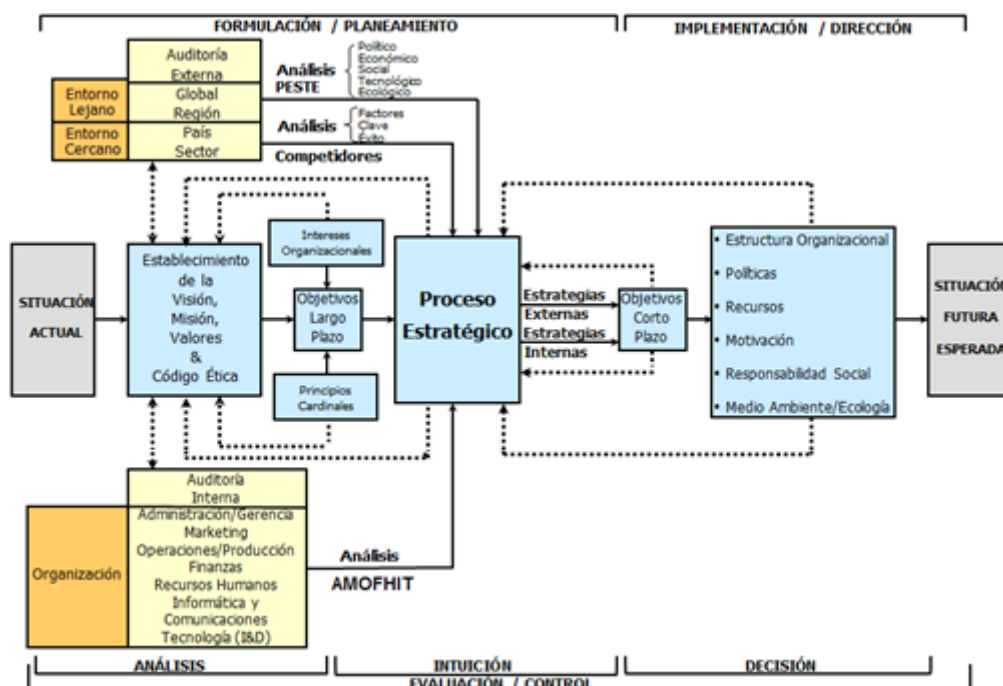 FORMULACIÓN / PLANEAMIENTO
IMPLEMENTACIÓN / DIRECCIÓN
Auditoría
Externa
Entorno
Lejano
Global
Región
Entorno
Cercano
País
Sector
Análisis
PESTE
Político
Económico
Social
Tecnológico
Ecológico
Análisis
Competidores
Factores
Clave
Éxito
SITUACIÓN
ACTUAL
Establecimiento
de la
Visión,
Misión,
Valores
&
Código Ética
Intereses
Organizacionales
Objetivos
Largo
Plazo
Principios
Cardinales
Proceso
Estratégico
Estrategias
Externas
Estrategias
Internas
Objetivos
Corto
Plazo
• Estructura Organizacional
• Políticas
• Recursos
• Motivación
• Responsabilidad Social
• Medio Ambiente/Ecología
SITUACIÓN
FUTURA
ESPERADA
Auditoría
Interna
Organización
Administración/Gerencia
Marketing
Operaciones/Producción
Finanzas
Recursos Humanos
Informática y
Comunicaciones
Tecnología (I&D)
Análisis
AMOFHIT
ANÁLISIS
INTUICIÓN
DECISIÓN
EVALUACIÓN / CONTROL